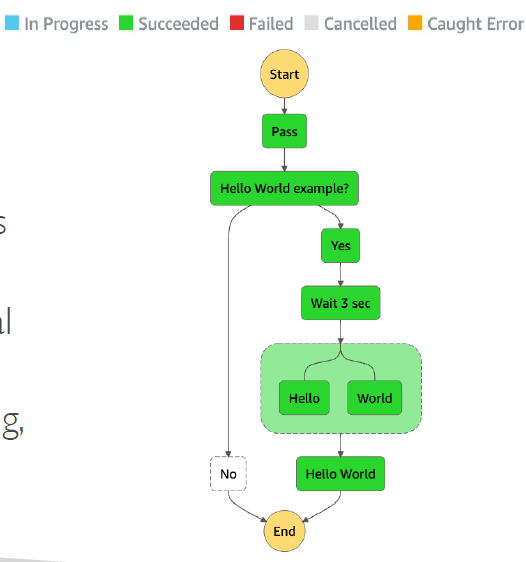 In Progress Succeeded Failed Cancelled Caught Error
Start
Pass
Hello World example?
s
Yes
Wait 3 sec
al
Hello World
g,
No Hello World
End